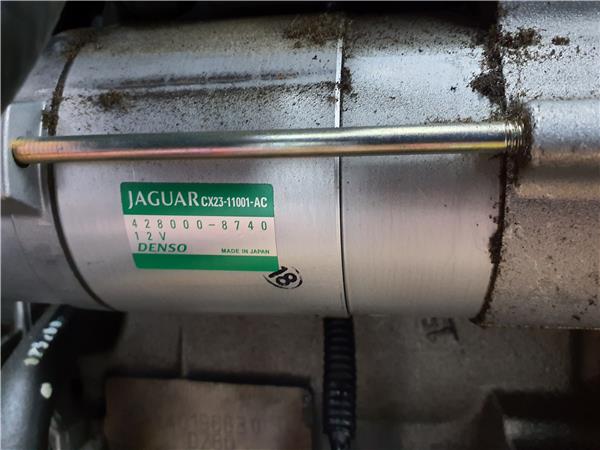 JAGUAR CX23-11001-AC
428000-8740
12V
DENSO MADE IN JAPAN
18